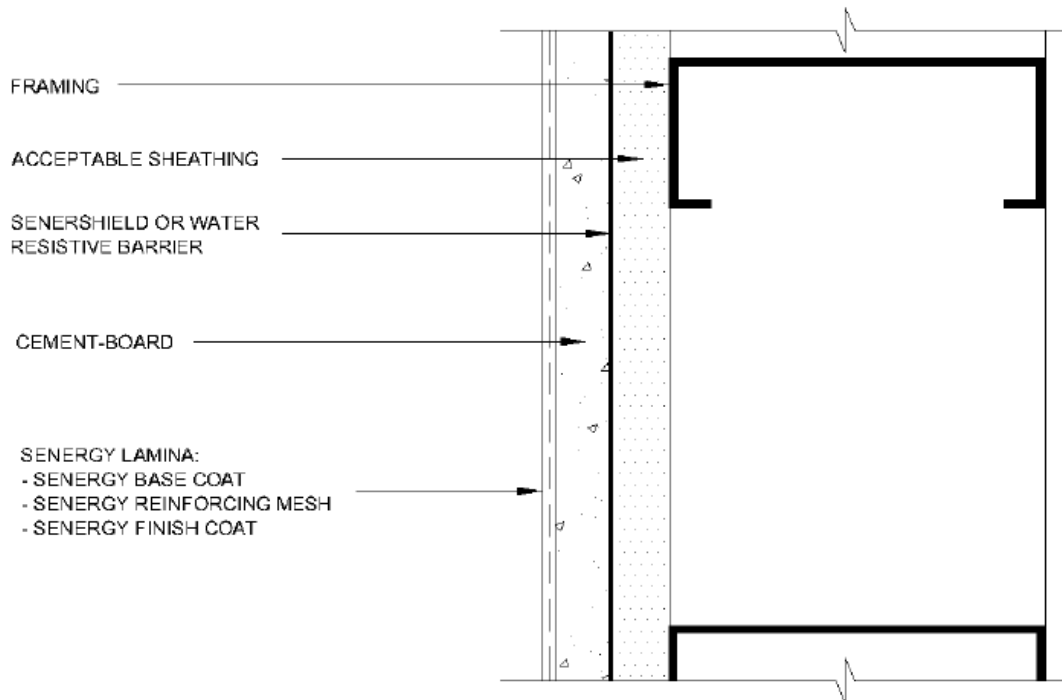 FRAMING
ACCEPTABLE SHEATHING
SENERSHIELD OR WATER
RESISTIVE BARRIER
CEMENT-BOARD
SENERGY LAMINA:
- SENERGY BASE COAT
- SENERGY REINFORCING MESH
- SENERGY FINISH COAT